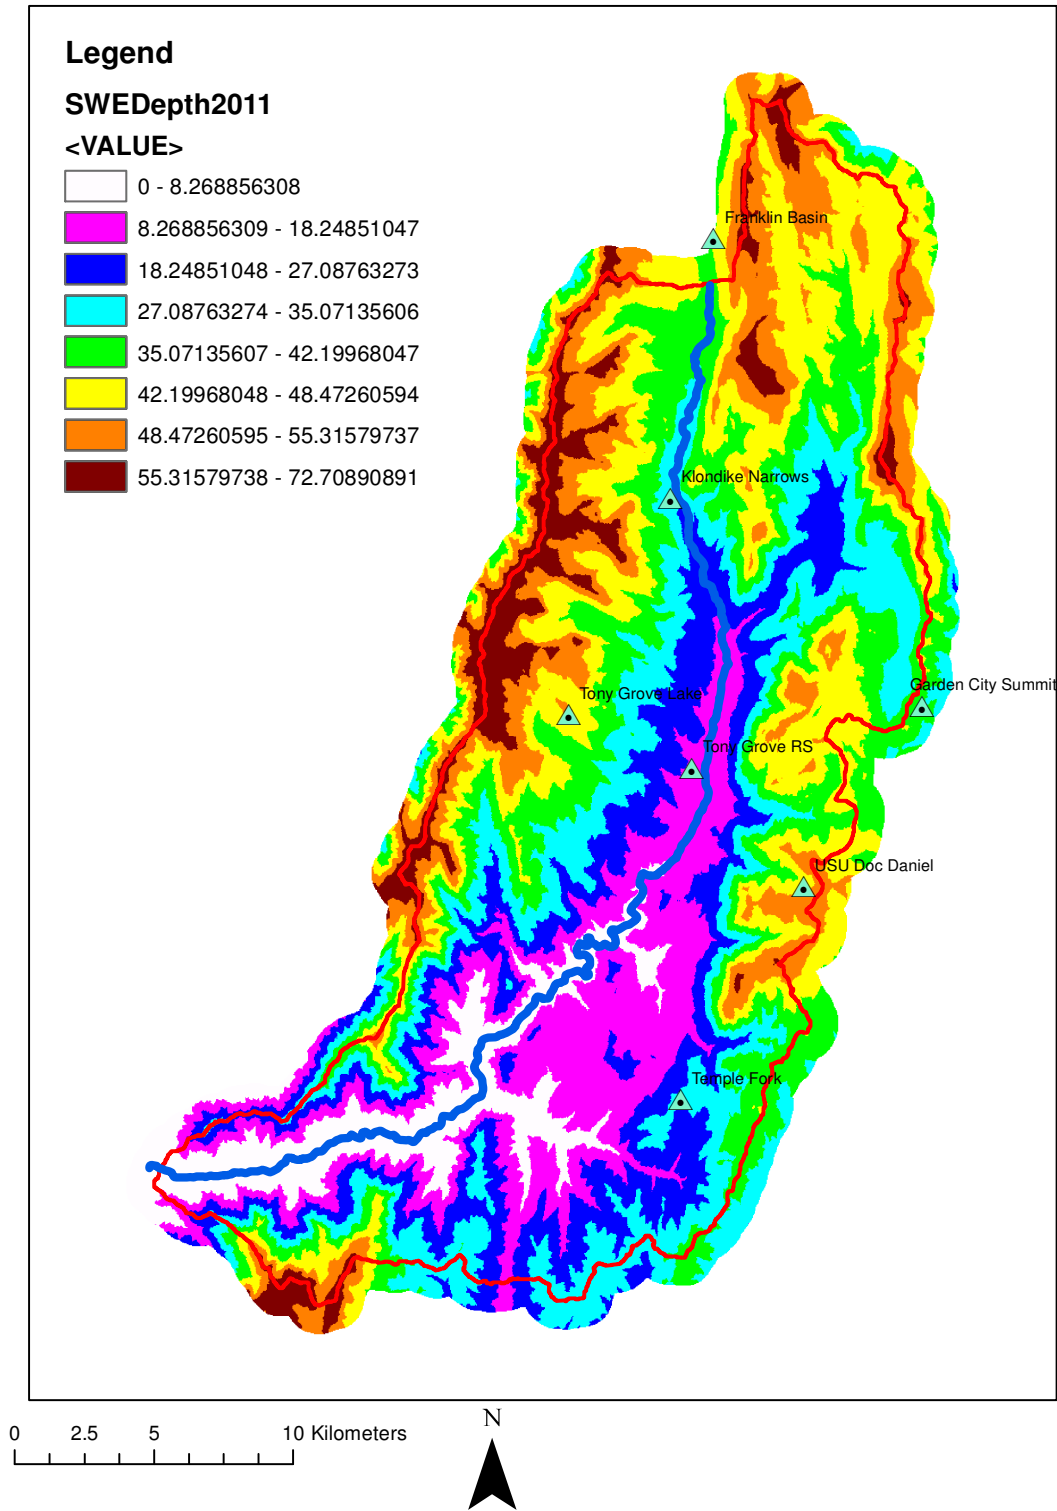 Legend
SWEDepth2011
<VALUE>
0 - 8.268856308
8.268856309 - 18.24851047
18.24851048 - 27.08763273
27.08763274 - 35.07135606
35.07135607 - 42.19968047
42.19968048 - 48.47260594
48.47260595 - 55.31579737
55.31579738 - 72.70890891
Franklin Basin
Klondike Narrows
Garden City Summit
Tony Grove Lake
Tony Grove RS
USU Doc Daniel
Temple Fork
0 2.5 5 10 Kilometers
N